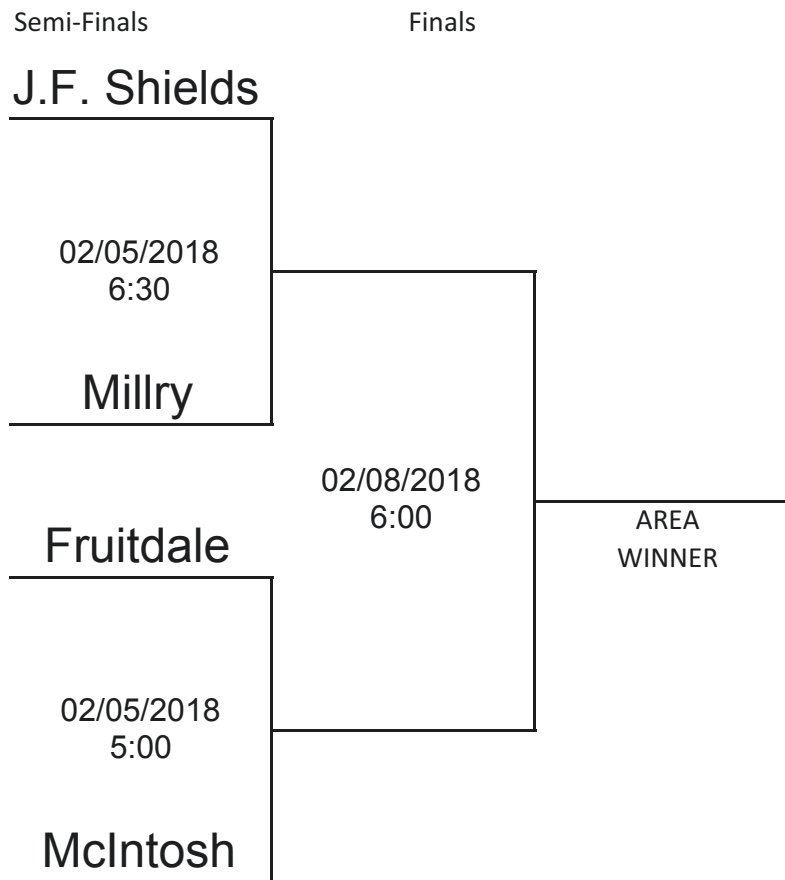 Semi-Finals
Finals
J.F. Shields
02/05/2018
6:30
Millry
02/08/2018
6:00
AREA
WINNER
Fruitdale
02/05/2018
5:00
McIntosh